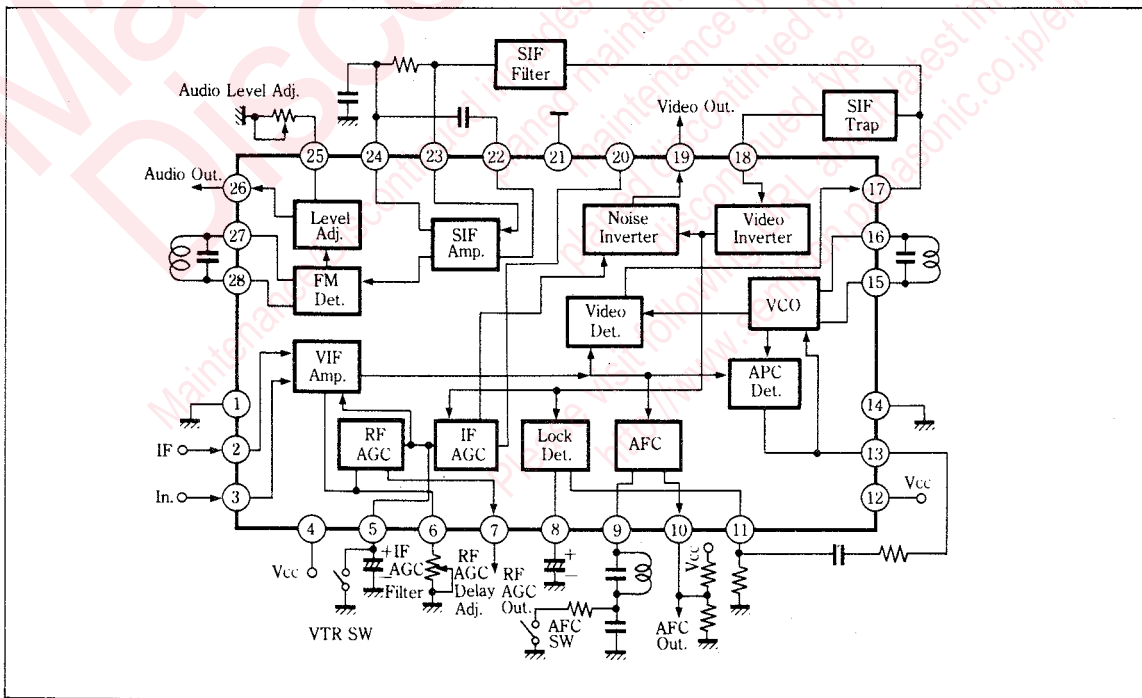 SIF
Filter
Audio Level Adj.
Video Out.
SIF
Trap
25
24
23
22
21
20
19
18
Audio Out.
26
17
Level
Adj.
SIF
Amp.
Noise
Inverter
Video
Inverter
27
16
FM
Det.
28
15
Video
Det.
VCO
VIF
Amp.
APC
Det.
1
14
RF
AGC
IF
AGC
Lock
Det.
AFC
IF
2
13
In.
3
12
Vcc
4
5
6
7
8
9
10
11
Vcc
+
-
IF
AGC
Filter
RF
AGC
Delay
Adj.
RF
AGC
Out.
+
-
Vcc
VTR SW
AFC
SW
AFC
Out.